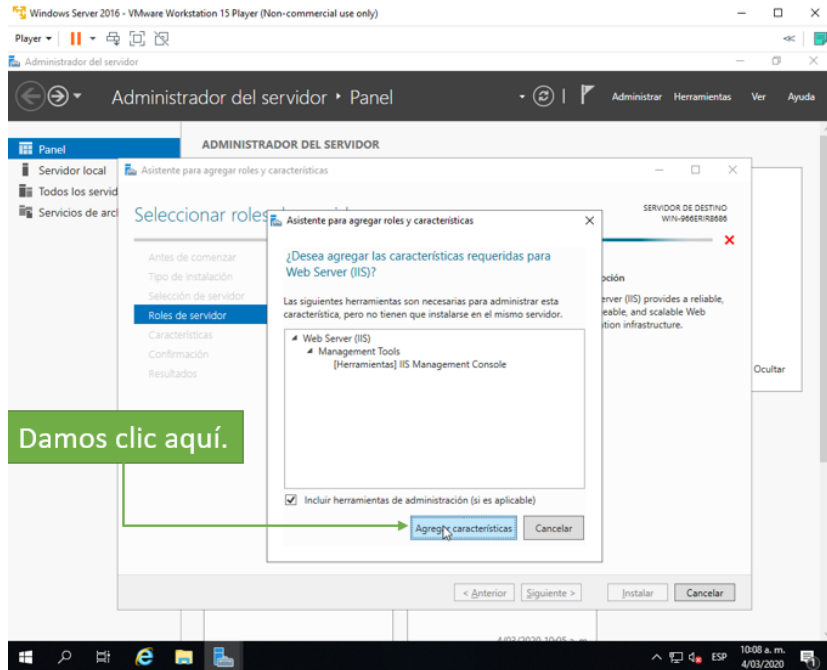 Windows Server 2016 - VMware Workstation 15 Player (Non-commercial use only)
Player
Administrador del servidor
Administrador del servidor • Panel
Administrar Herramientas Ver Ayuda
Panel
Servidor local
Todos los servid
Servicios de arc
ADMINISTRADOR DEL SERVIDOR
Asistente para agregar roles y características
Seleccionar roles
SERVIDOR DE DESTINO
WIN-966ERIR8686
Antes de comenzar
Tipo de instalación
Selección de servidor
Roles de servidor
Características
Confirmación
Resultados
Asistente para agregar roles y características
¿Desea agregar las características requeridas para
Web Server (IIS)?
Las siguientes herramientas son necesarias para administrar esta
característica, pero no tienen que instalarse en el mismo servidor.
Web Server (IIS)
Management Tools
[Herramientas] IIS Management Console
Incluir herramientas de administración (si es aplicable)
Agregar características Cancelar
pción
erver (IIS) provides a reliable,
eable, and scalable Web
tion infrastructure.
Ocultar
Damos clic aquí.
< Anterior Siguiente > Instalar Cancelar
4/03/2020 10:05 a. m.
ESP
10:08 a. m.
4/03/2020